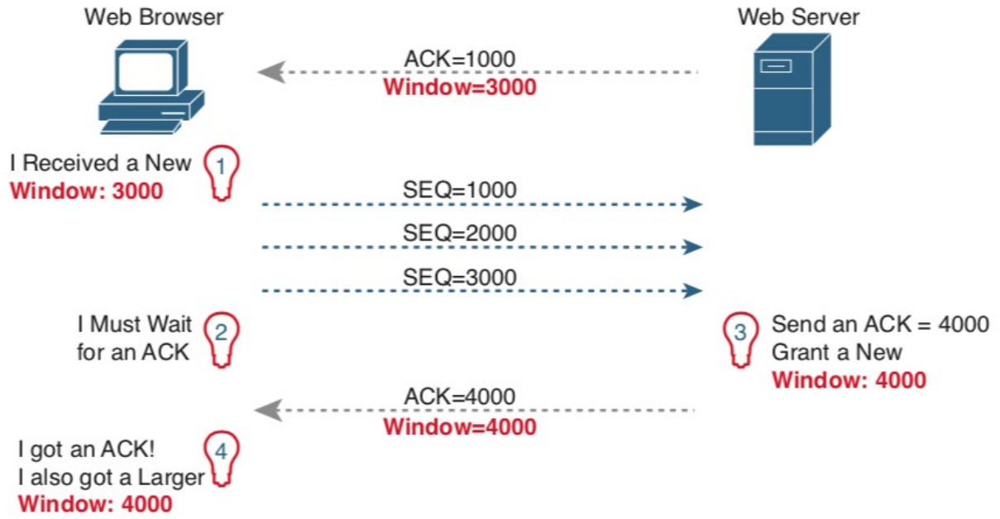 Web Browser
Web Server
ACK=1000
Window=3000
I Received a New
Window: 3000
1
SEQ=1000
SEQ=2000
SEQ=3000
I Must Wait
for an ACK
2
3
Send an ACK = 4000
Grant a New
Window: 4000
ACK=4000
Window=4000
I got an ACK!
I also got a Larger
Window: 4000
4